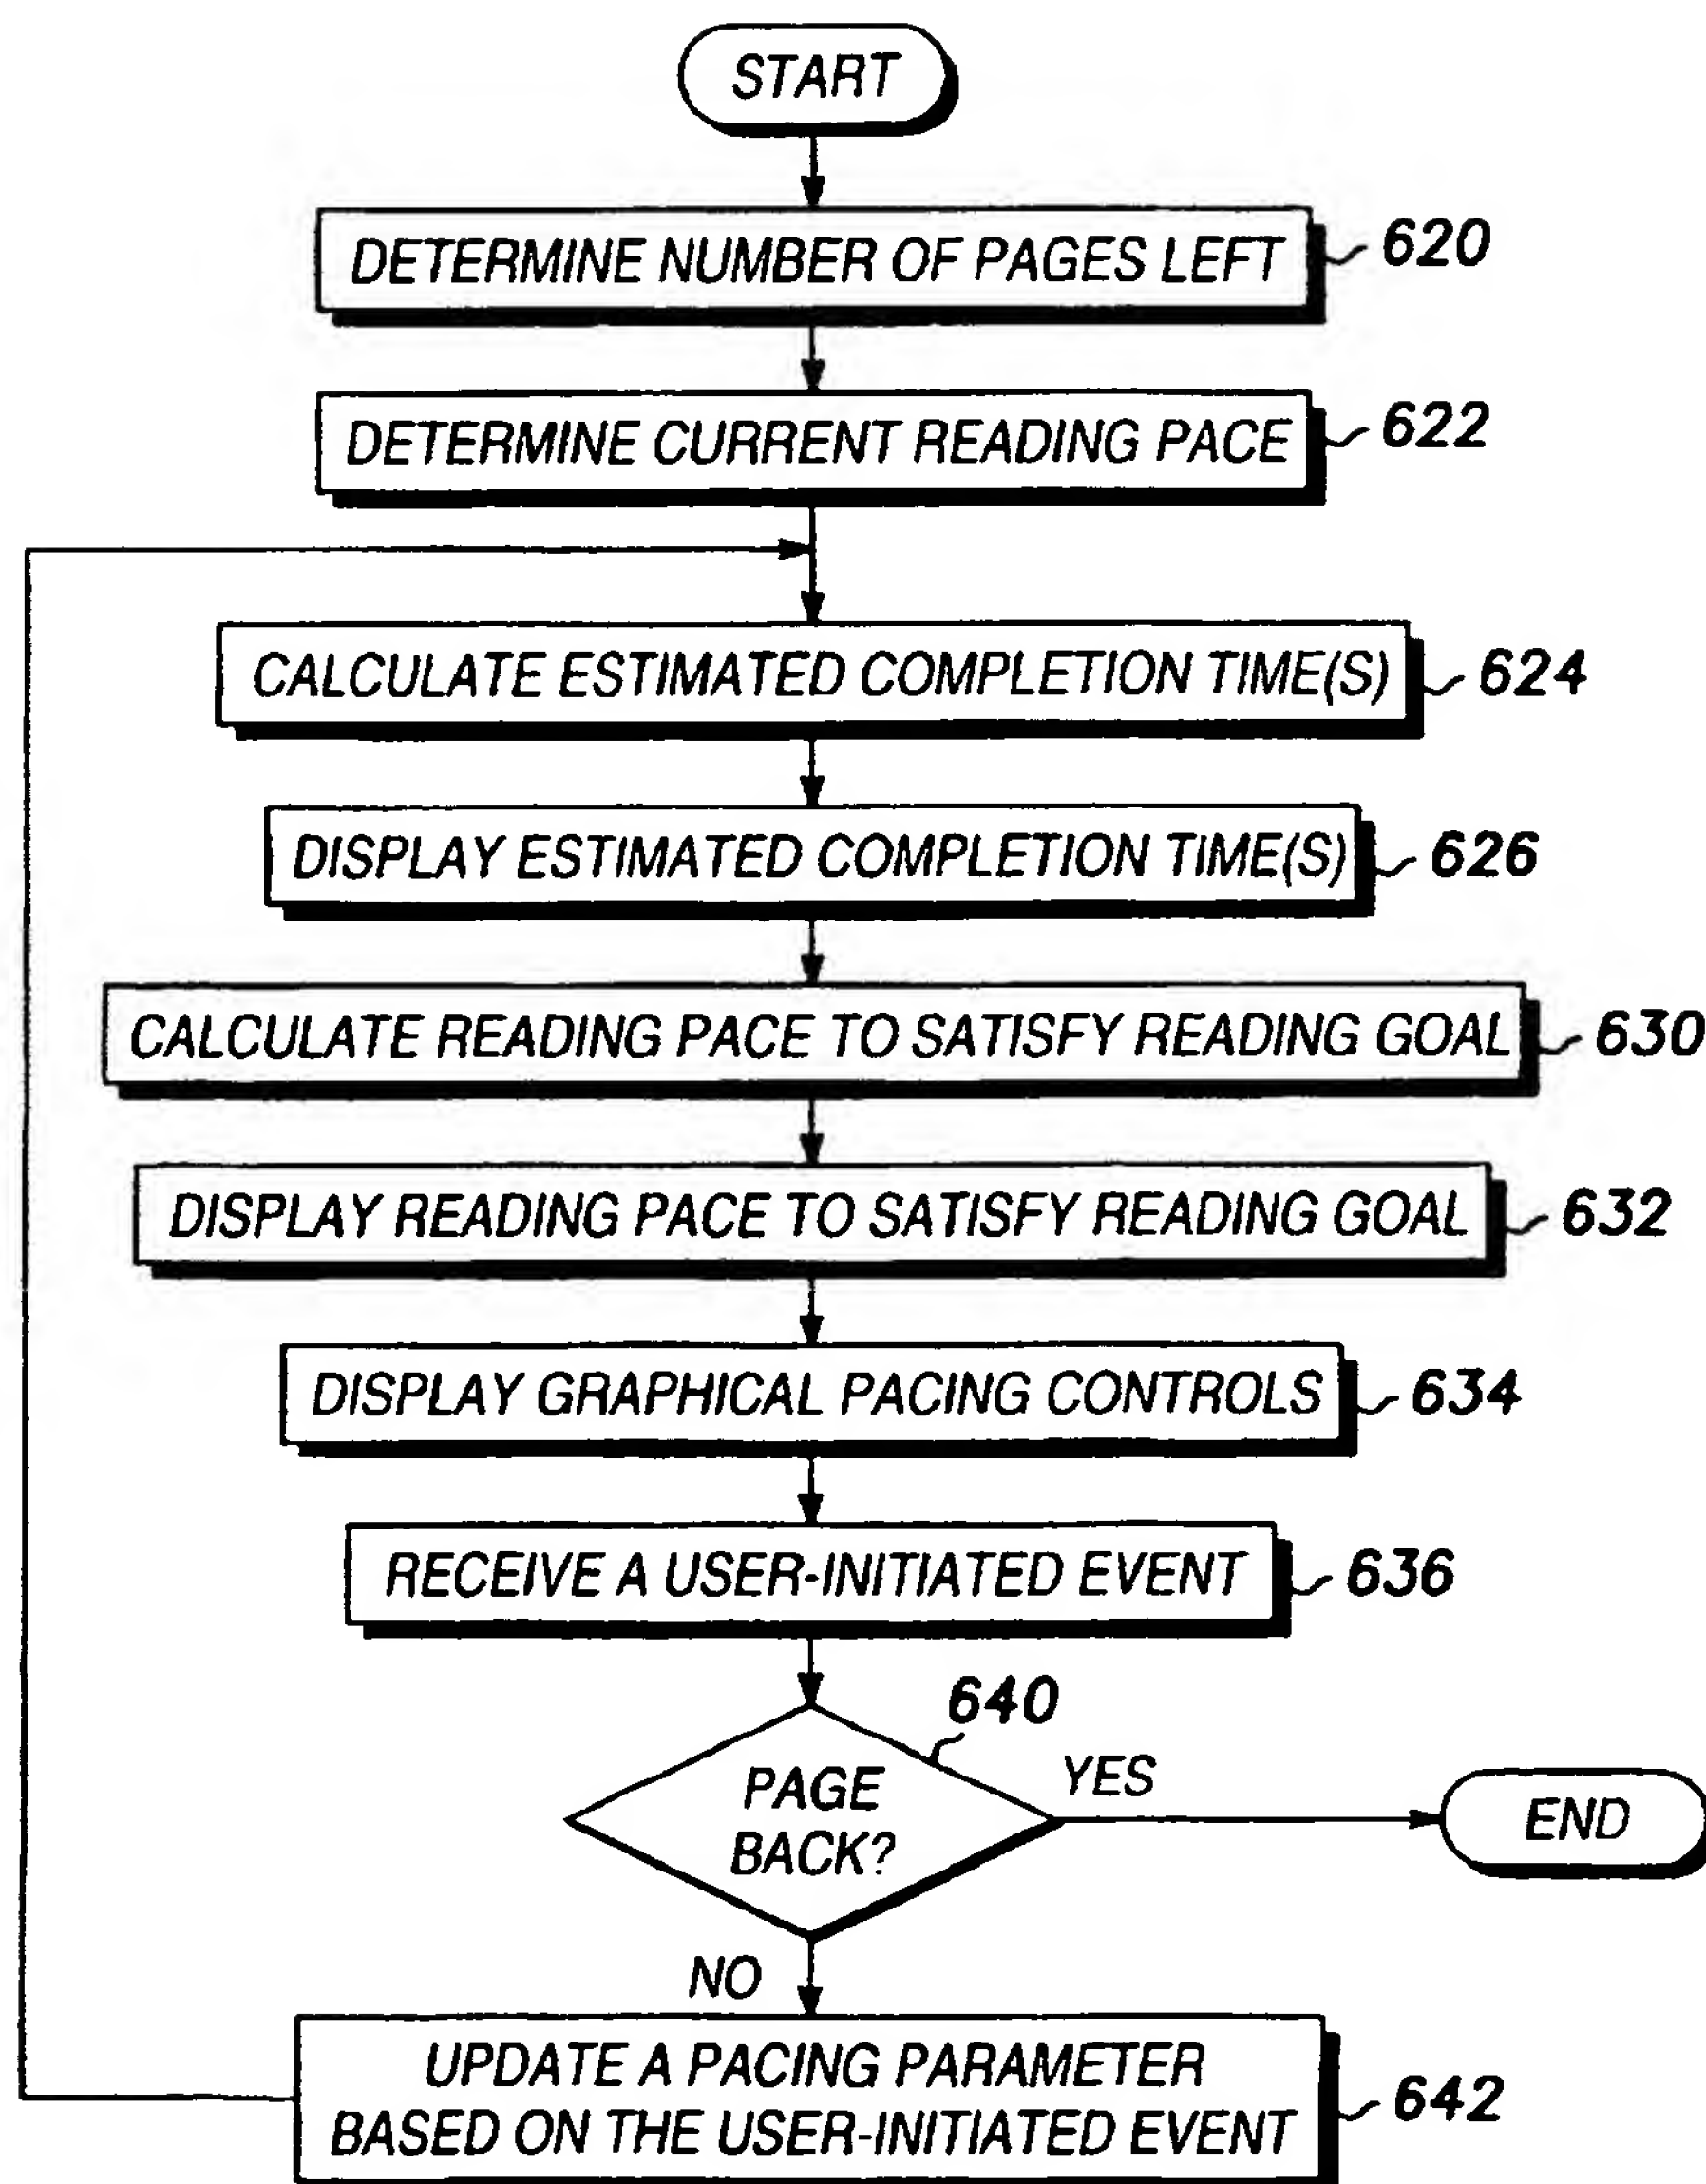 START
DETERMINE NUMBER OF PAGES LEFT 620
DETERMINE CURRENT READING PACE 622
CALCULATE ESTIMATED COMPLETION TIME(S) 624
DISPLAY ESTIMATED COMPLETION TIME(S) 626
CALCULATE READING PACE TO SATISFY READING GOAL 630
DISPLAY READING PACE TO SATISFY READING GOAL 632
DISPLAY GRAPHICAL PACING CONTROLS 634
RECEIVE A USER-INITIATED EVENT 636
640
PAGE
BACK?
YES
END
NO
UPDATE A PACING PARAMETER
BASED ON THE USER-INITIATED EVENT
642